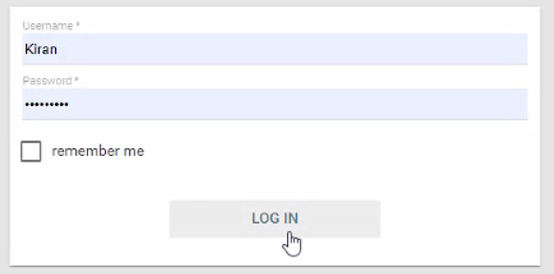 Username *
Kiran
Password *
•••••••••
remember me
LOG IN